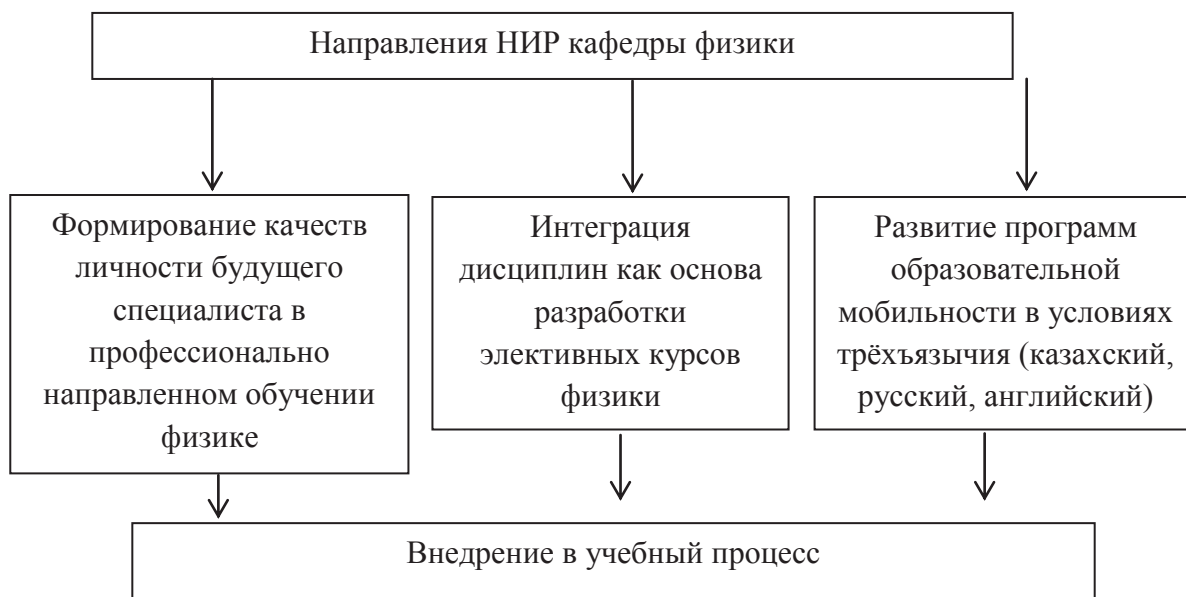 Направления НИР кафедры физики
Формирование качеств
личности будущего
специалиста в
профессионально
направленном обучении
физике
Интеграция
дисциплин как основа
разработки
элективных курсов
физики
Развитие программ
образовательной
мобильности в условиях
трёхъязычия (казахский,
русский, английский)
Внедрение в учебный процесс